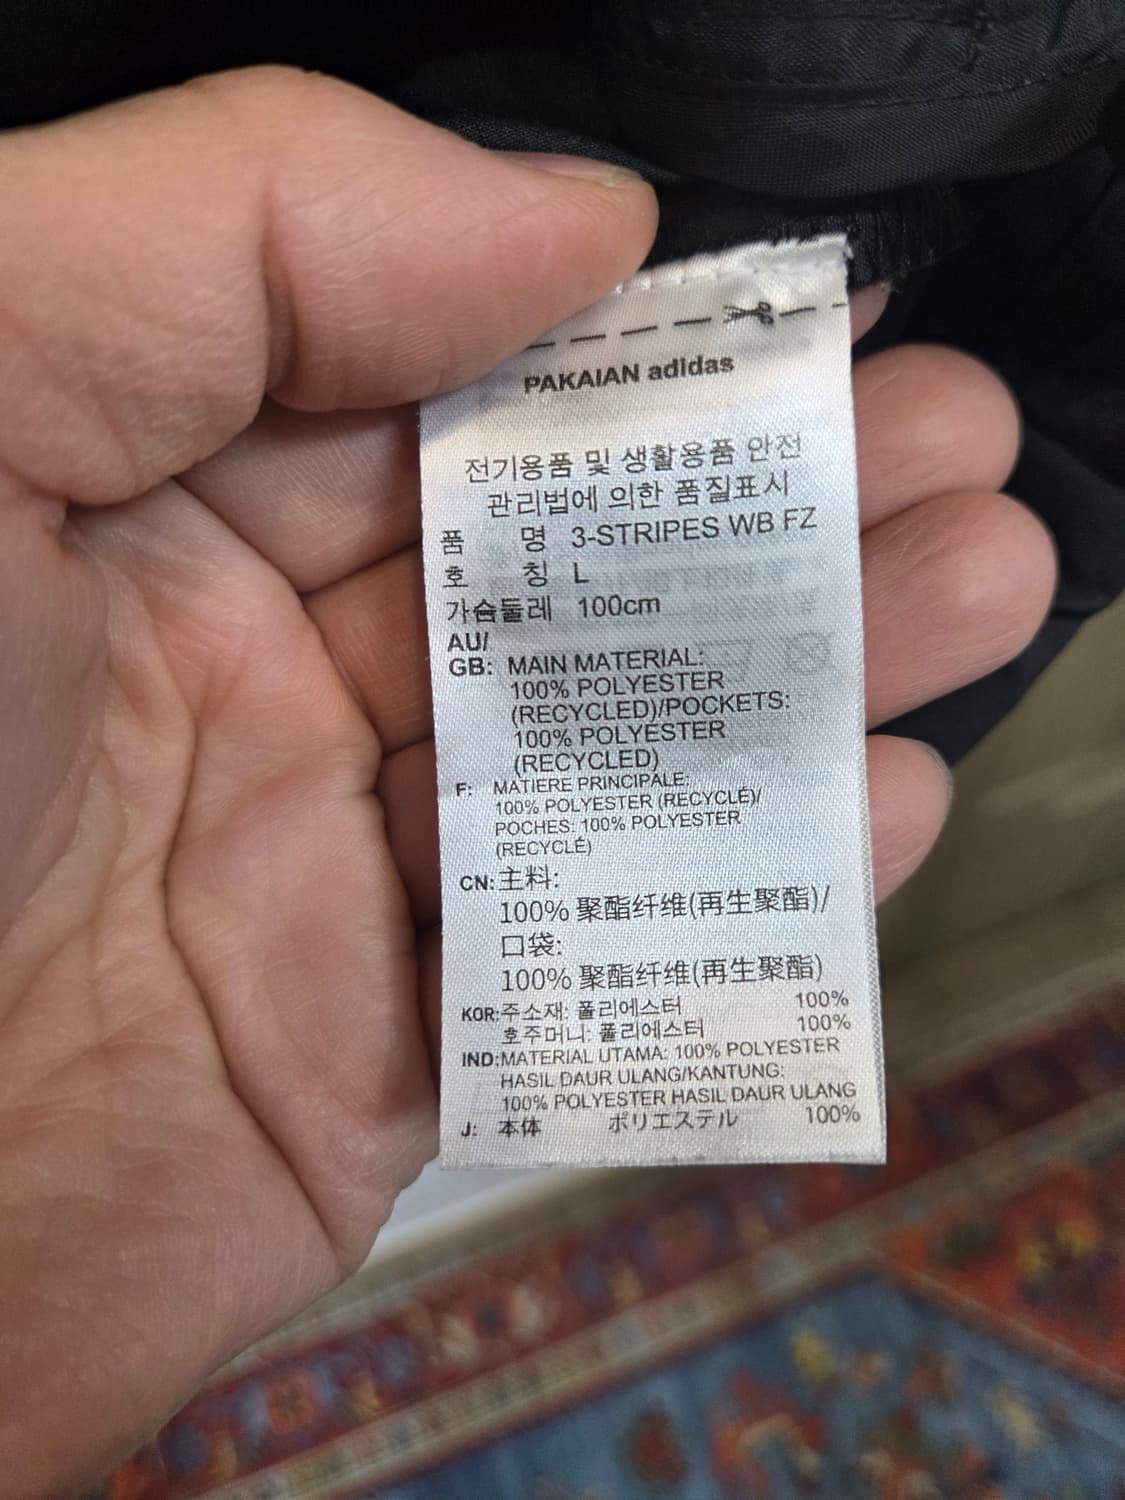 PAKAIAN adidas
전기용품 및 생활용품 안전
관리법에 의한 품질표시
품 명 3-STRIPES WB FZ
호 칭 L
가슴둘레 100cm
AU/
GB: MAIN MATERIAL:
100% POLYESTER
(RECYCLED)/POCKETS:
100% POLYESTER
(RECYCLED)
F: MATIERE PRINCIPALE:
100% POLYESTER (RECYCLÉ)/
POCHES: 100% POLYESTER
(RECYCLÉ)
CN: 主料:
100% 聚酯纤维(再生聚酯)/
口袋:
100% 聚酯纤维(再生聚酯)
KOR: 주소재: 폴리에스터 100%
호주머니: 폴리에스터 100%
IND: MATERIAL UTAMA: 100% POLYESTER
HASIL DAUR ULANG/KANTUNG:
100% POLYESTER HASIL DAUR ULANG
J: 本体 ポリエステル 100%